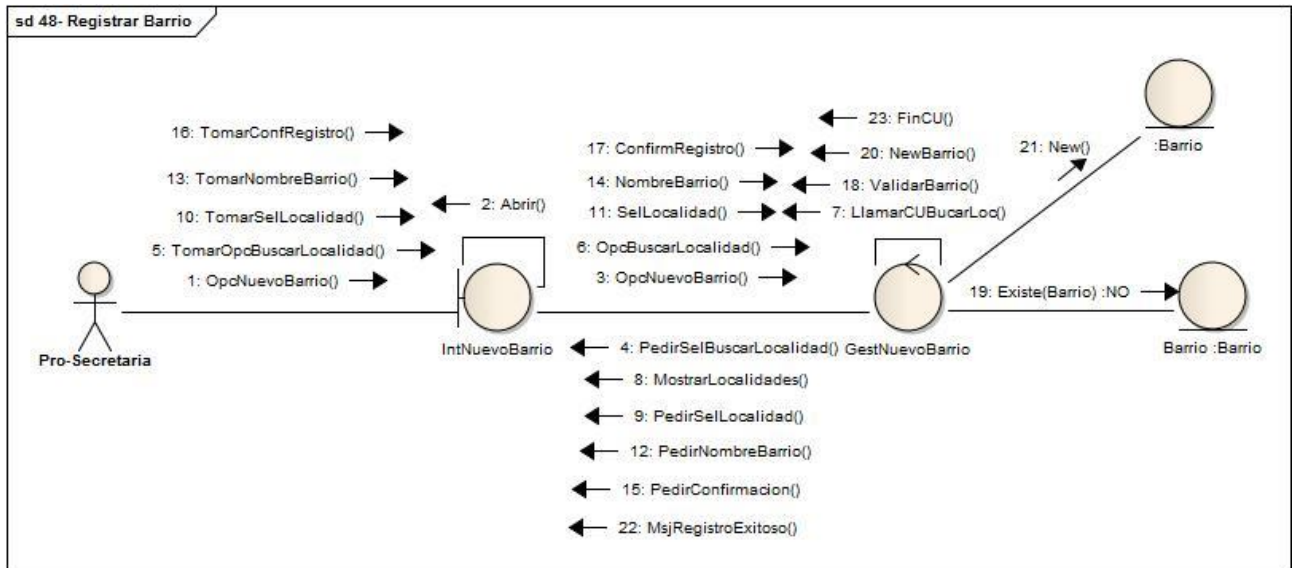 sd 48- Registrar Barrio
23: FinCU()
16: TomarConfRegistro()
17: ConfirmRegistro()
20: NewBarrio()
21: New()
:Barrio
13: TomarNombreBarrio()
14: NombreBarrio()
18: ValidarBarrio()
2: Abrir()
10: TomarSelLocalidad()
11: SelLocalidad()
7: LlamarCUBucarLoc()
5: TomarOpcBuscarLocalidad()
6: OpcBuscarLocalidad()
1: OpcNuevoBarrio()
3: OpcNuevoBarrio()
19: Existe(Barrio) :NO
Pro-Secretaria
IntNuevoBarrio
4: PedirSelBuscarLocalidad()
GestNuevoBarrio
Barrio :Barrio
8: MostrarLocalidades()
9: PedirSelLocalidad()
12: PedirNombreBarrio()
15: PedirConfirmacion()
22: MsjRegistroExitoso()